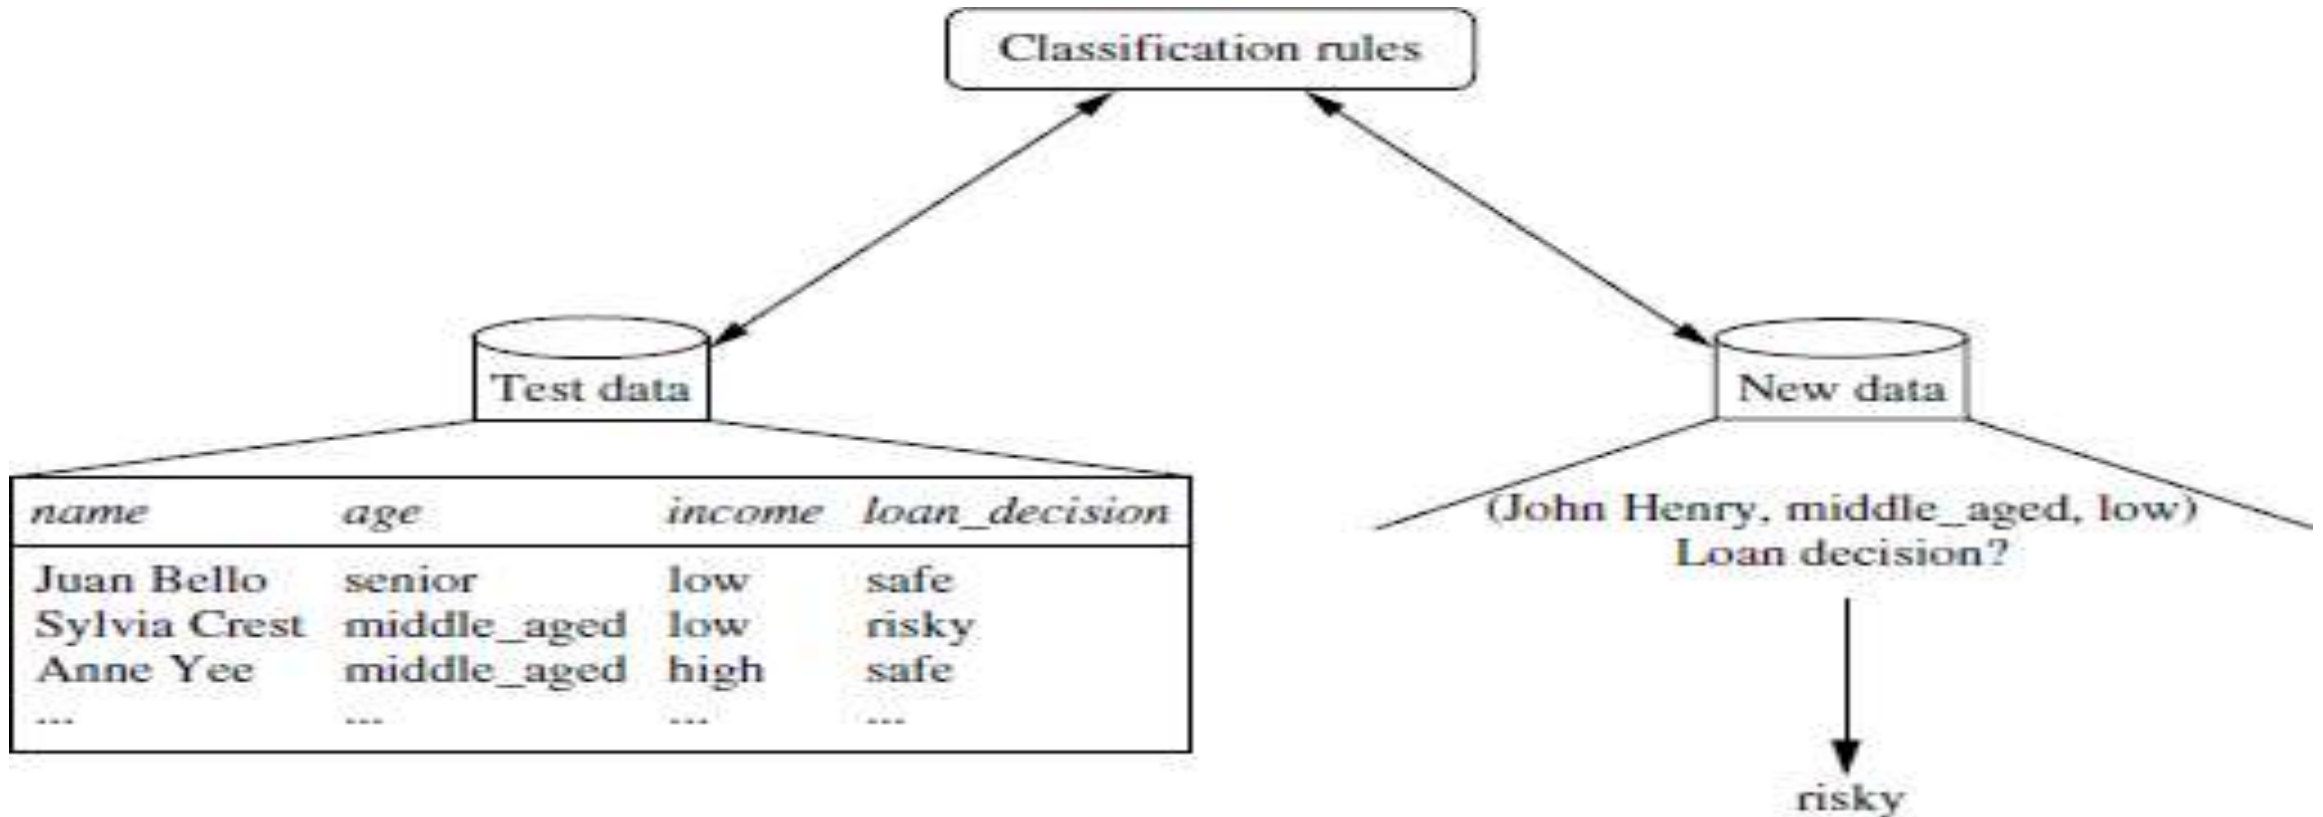 Classification rules
Test data
name age income loan_decision
Juan Bello senior low safe
Sylvia Crest middle_aged low risky
Anne Yee middle_aged high safe
... ... ... ...
New data
(John Henry, middle_aged, low)
Loan decision?
risky